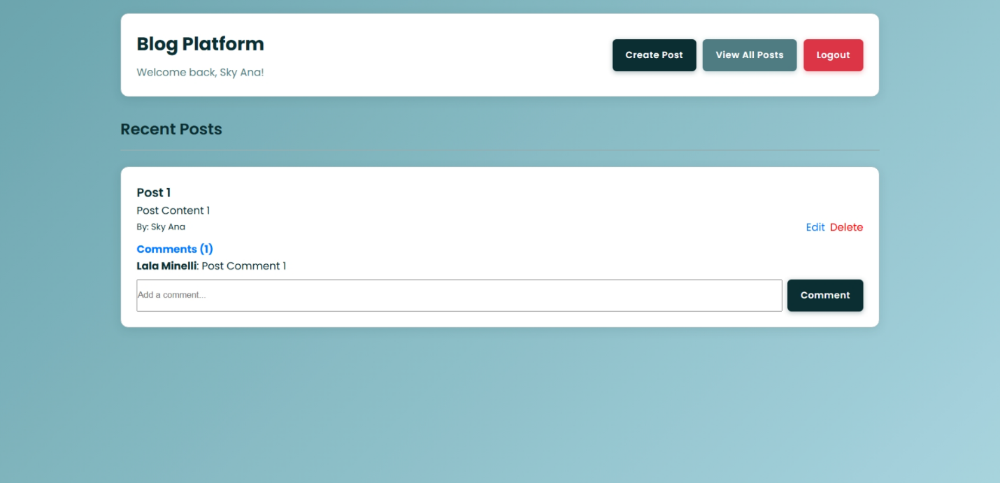 Blog Platform
Welcome back, Sky Ana!
Create Post
View All Posts
Logout
Recent Posts
Post 1
Post Content 1
By: Sky Ana
Edit Delete
Comments (1)
Lala Minelli: Post Comment 1
Add a comment...
Comment